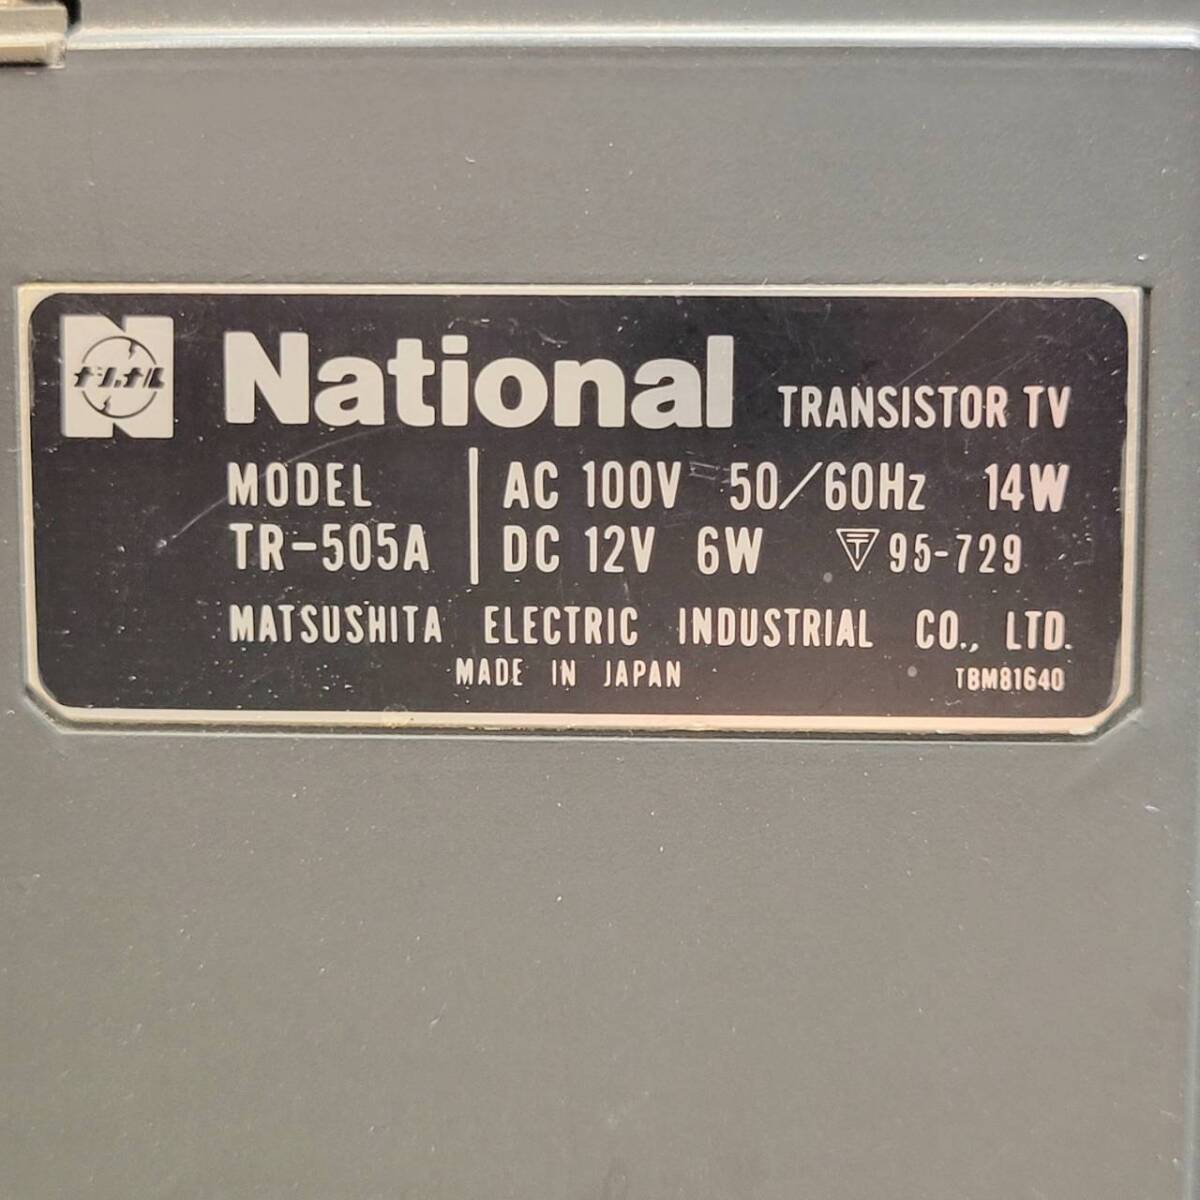 ナショナル National TRANSISTOR TV
MODEL AC 100V 50/60Hz 14W
TR-505A DC 12V 6W 〒 95-729
MATSUSHITA ELECTRIC INDUSTRIAL CO., LTD.
MADE IN JAPAN TBM81640